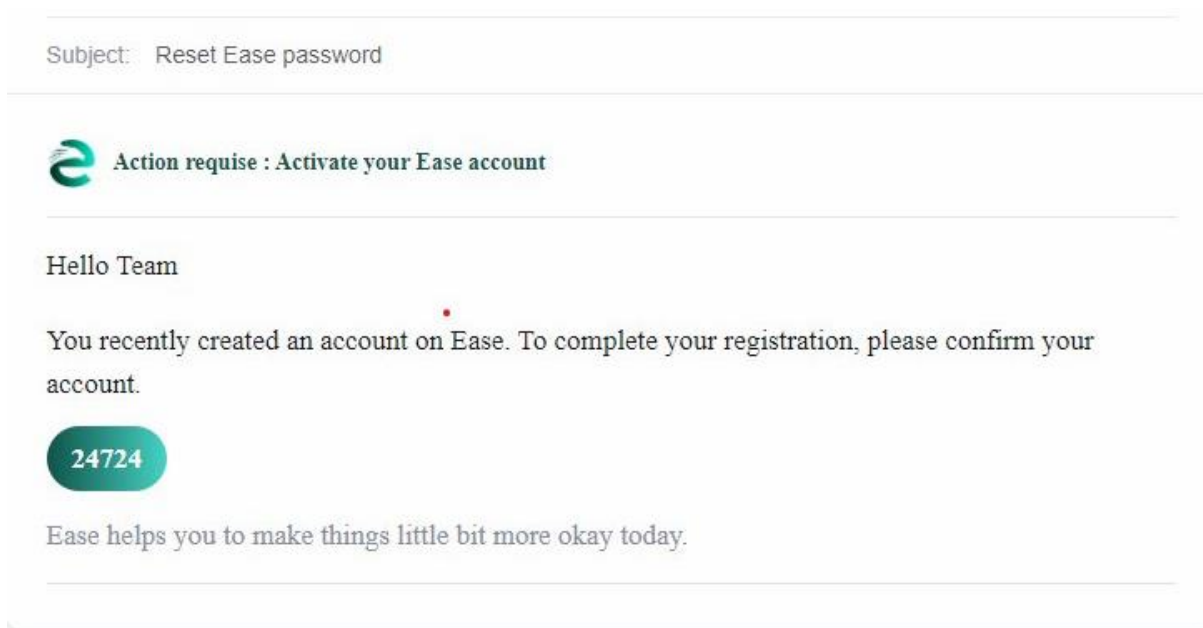 Subject: Reset Ease password
Action requise : Activate your Ease account
Hello Team
You recently created an account on Ease. To complete your registration, please confirm your
account.
24724
Ease helps you to make things little bit more okay today.